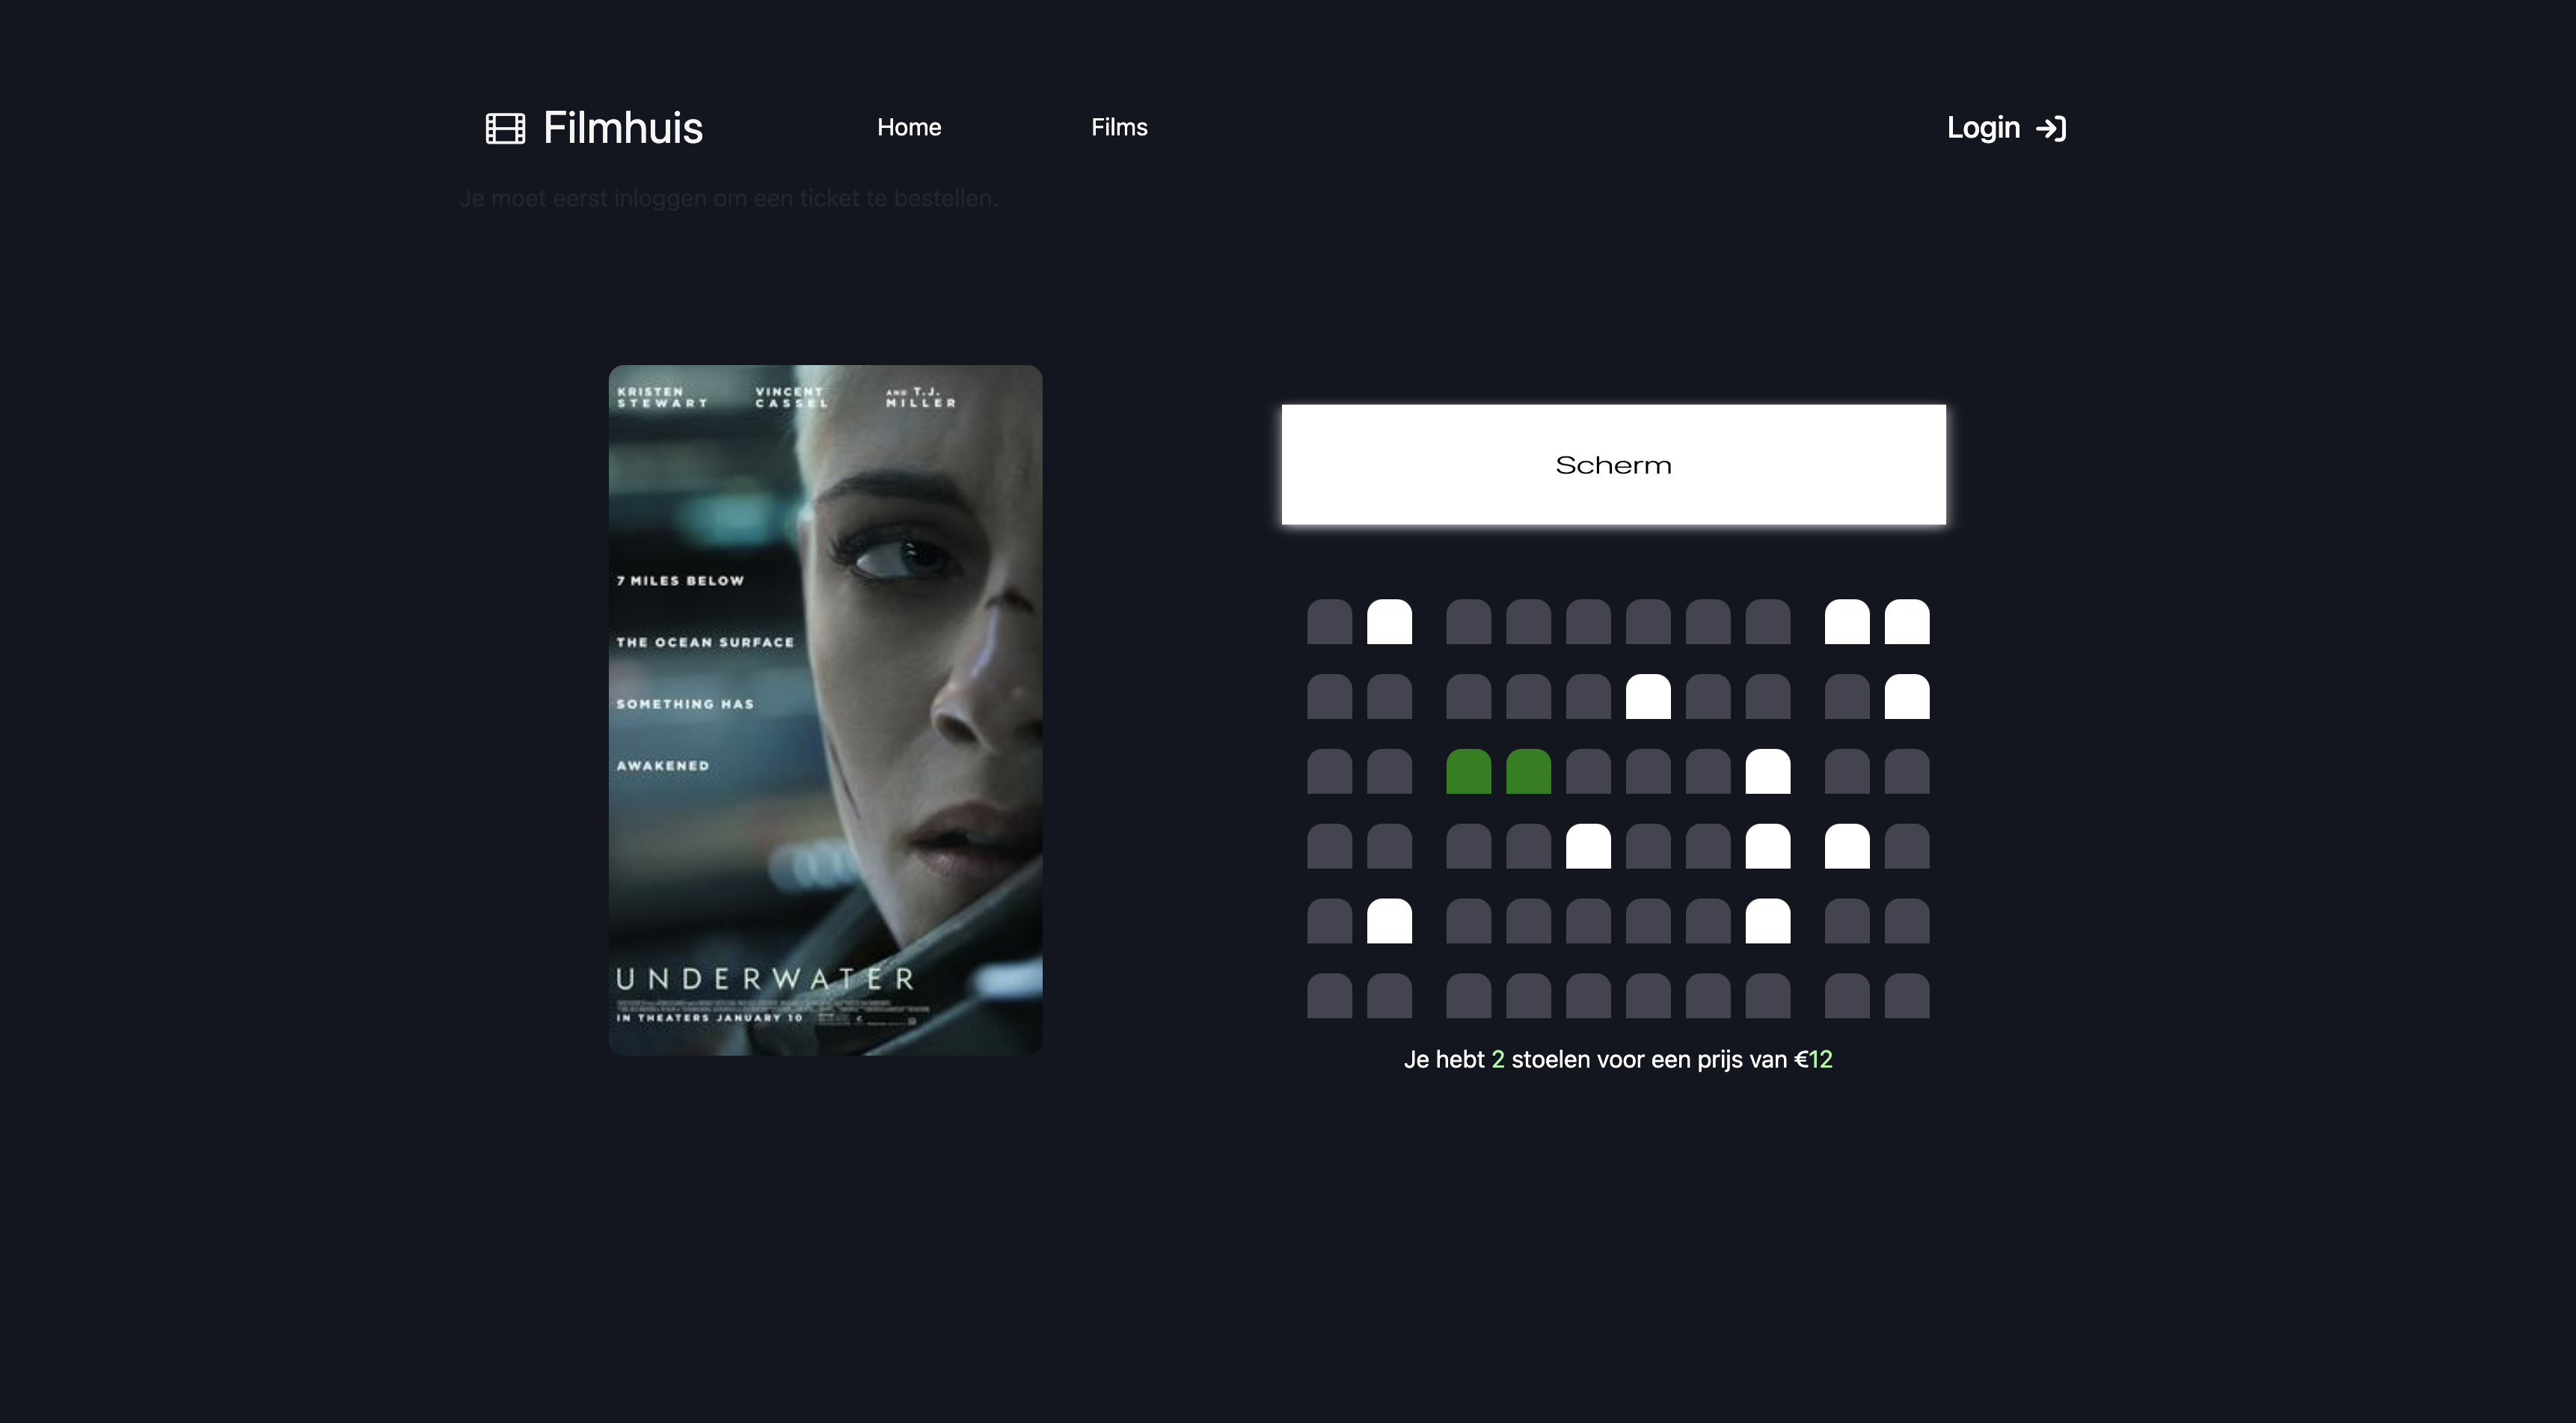 Filmhuis
Home
Films
Login
Je moet eerst inloggen om een ticket te bestellen.
KRISTEN
STEWART
VINCENT
CASSEL
AND T.J.
MILLER
7 MILES BELOW
THE OCEAN SURFACE
SOMETHING HAS
AWAKENED
UNDERWATER
IN THEATERS JANUARY 10
Scherm
Je hebt 2 stoelen voor een prijs van €12